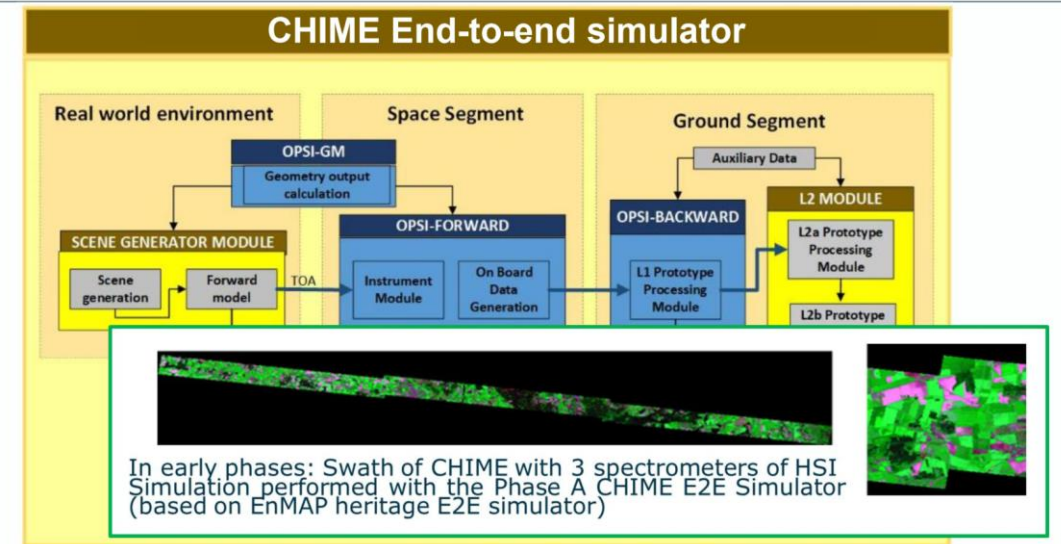 CHIME End-to-end simulator
Real world environment
Space Segment
Ground Segment
OPSI-GM
Geometry output
calculation
Auxiliary Data
L2 MODULE
OPSI-BACKWARD
OPSI-FORWARD
SCENE GENERATOR MODULE
L2a Prototype
Processing
Module
Scene
generation
Forward
model
TOA
Instrument
Module
On Board
Data
Generation
L1 Prototype
Processing
Module
L2b Prototype
In early phases: Swath of CHIME with 3 spectrometers of HSI
Simulation performed with the Phase A CHIME E2E Simulator
(based on EnMAP heritage E2E simulator)